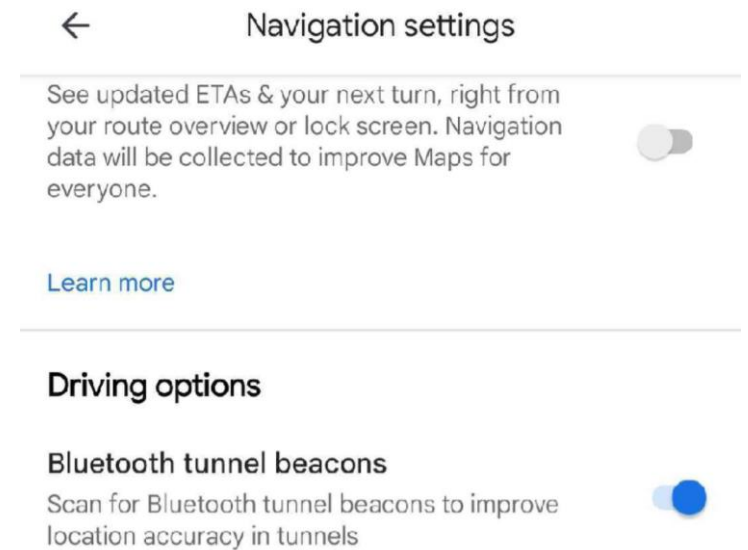 Navigation settings
See updated ETAs & your next turn, right from
your route overview or lock screen. Navigation
data will be collected to improve Maps for
everyone.
Learn more
Driving options
Bluetooth tunnel beacons
Scan for Bluetooth tunnel beacons to improve
location accuracy in tunnels